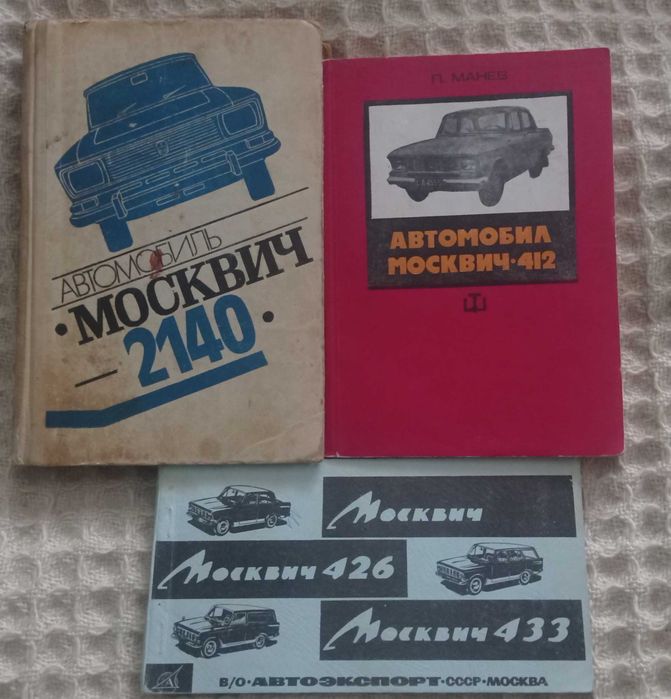 АВТОМОБИЛЬ
•МОСКВИЧ
—2140•
П. МАНЕВ
АВТОМОБИЛ
МОСКВИЧ•412
Москвич
Москвич 426
Москвич 433
В/О•АВТОЭКСПОРТ•СССР•МОСКВА